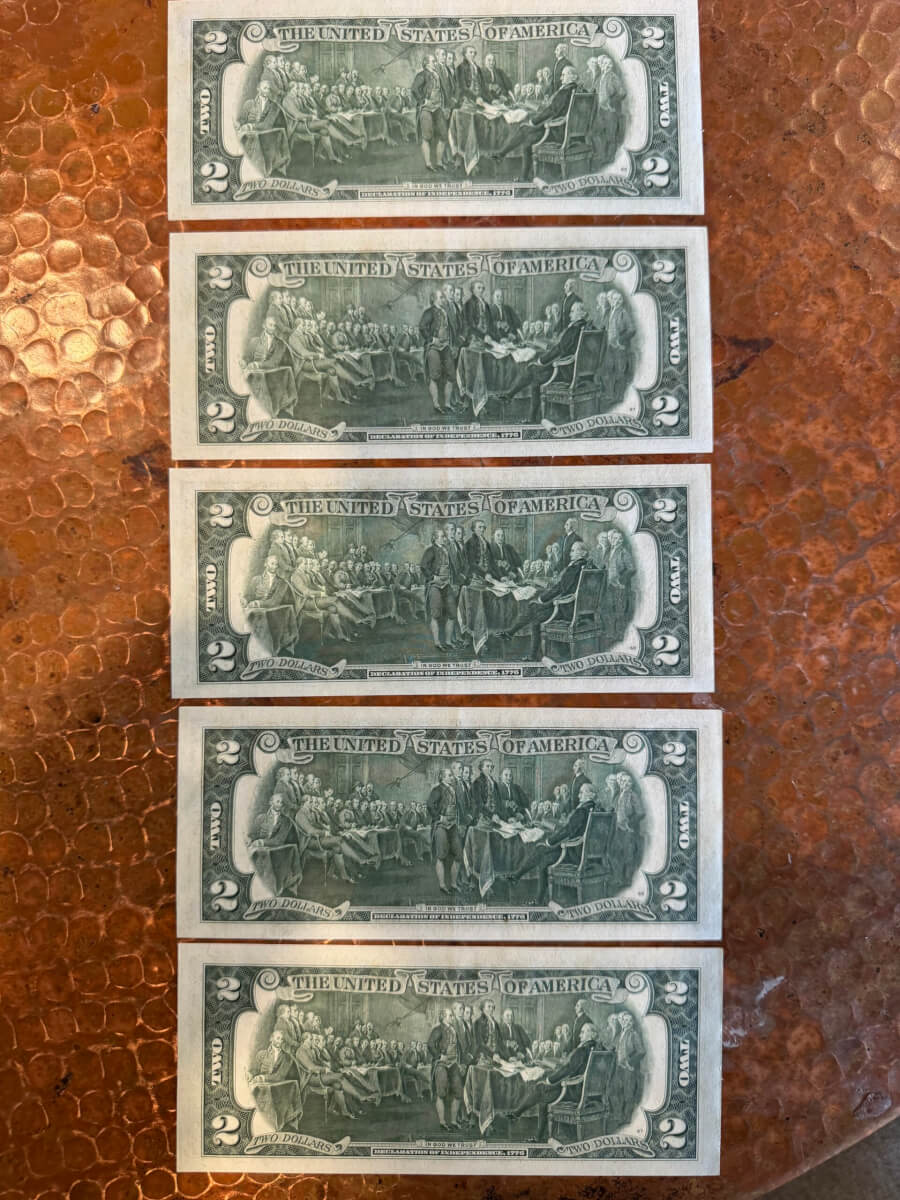 2 THE UNITED STATES OF AMERICA 2
TWO TWO
2 TWO DOLLARS IN GOD WE TRUST TWO DOLLARS 2
DECLARATION OF INDEPENDENCE, 1776
2 THE UNITED STATES OF AMERICA 2
TWO TWO
2 TWO DOLLARS IN GOD WE TRUST TWO DOLLARS 2
DECLARATION OF INDEPENDENCE, 1776
2 THE UNITED STATES OF AMERICA 2
TWO TWO
2 TWO DOLLARS IN GOD WE TRUST TWO DOLLARS 2
DECLARATION OF INDEPENDENCE, 1776
2 THE UNITED STATES OF AMERICA 2
TWO TWO
2 TWO DOLLARS IN GOD WE TRUST TWO DOLLARS 2
DECLARATION OF INDEPENDENCE, 1776
2 THE UNITED STATES OF AMERICA 2
TWO TWO
2 TWO DOLLARS IN GOD WE TRUST TWO DOLLARS 2
DECLARATION OF INDEPENDENCE, 1776